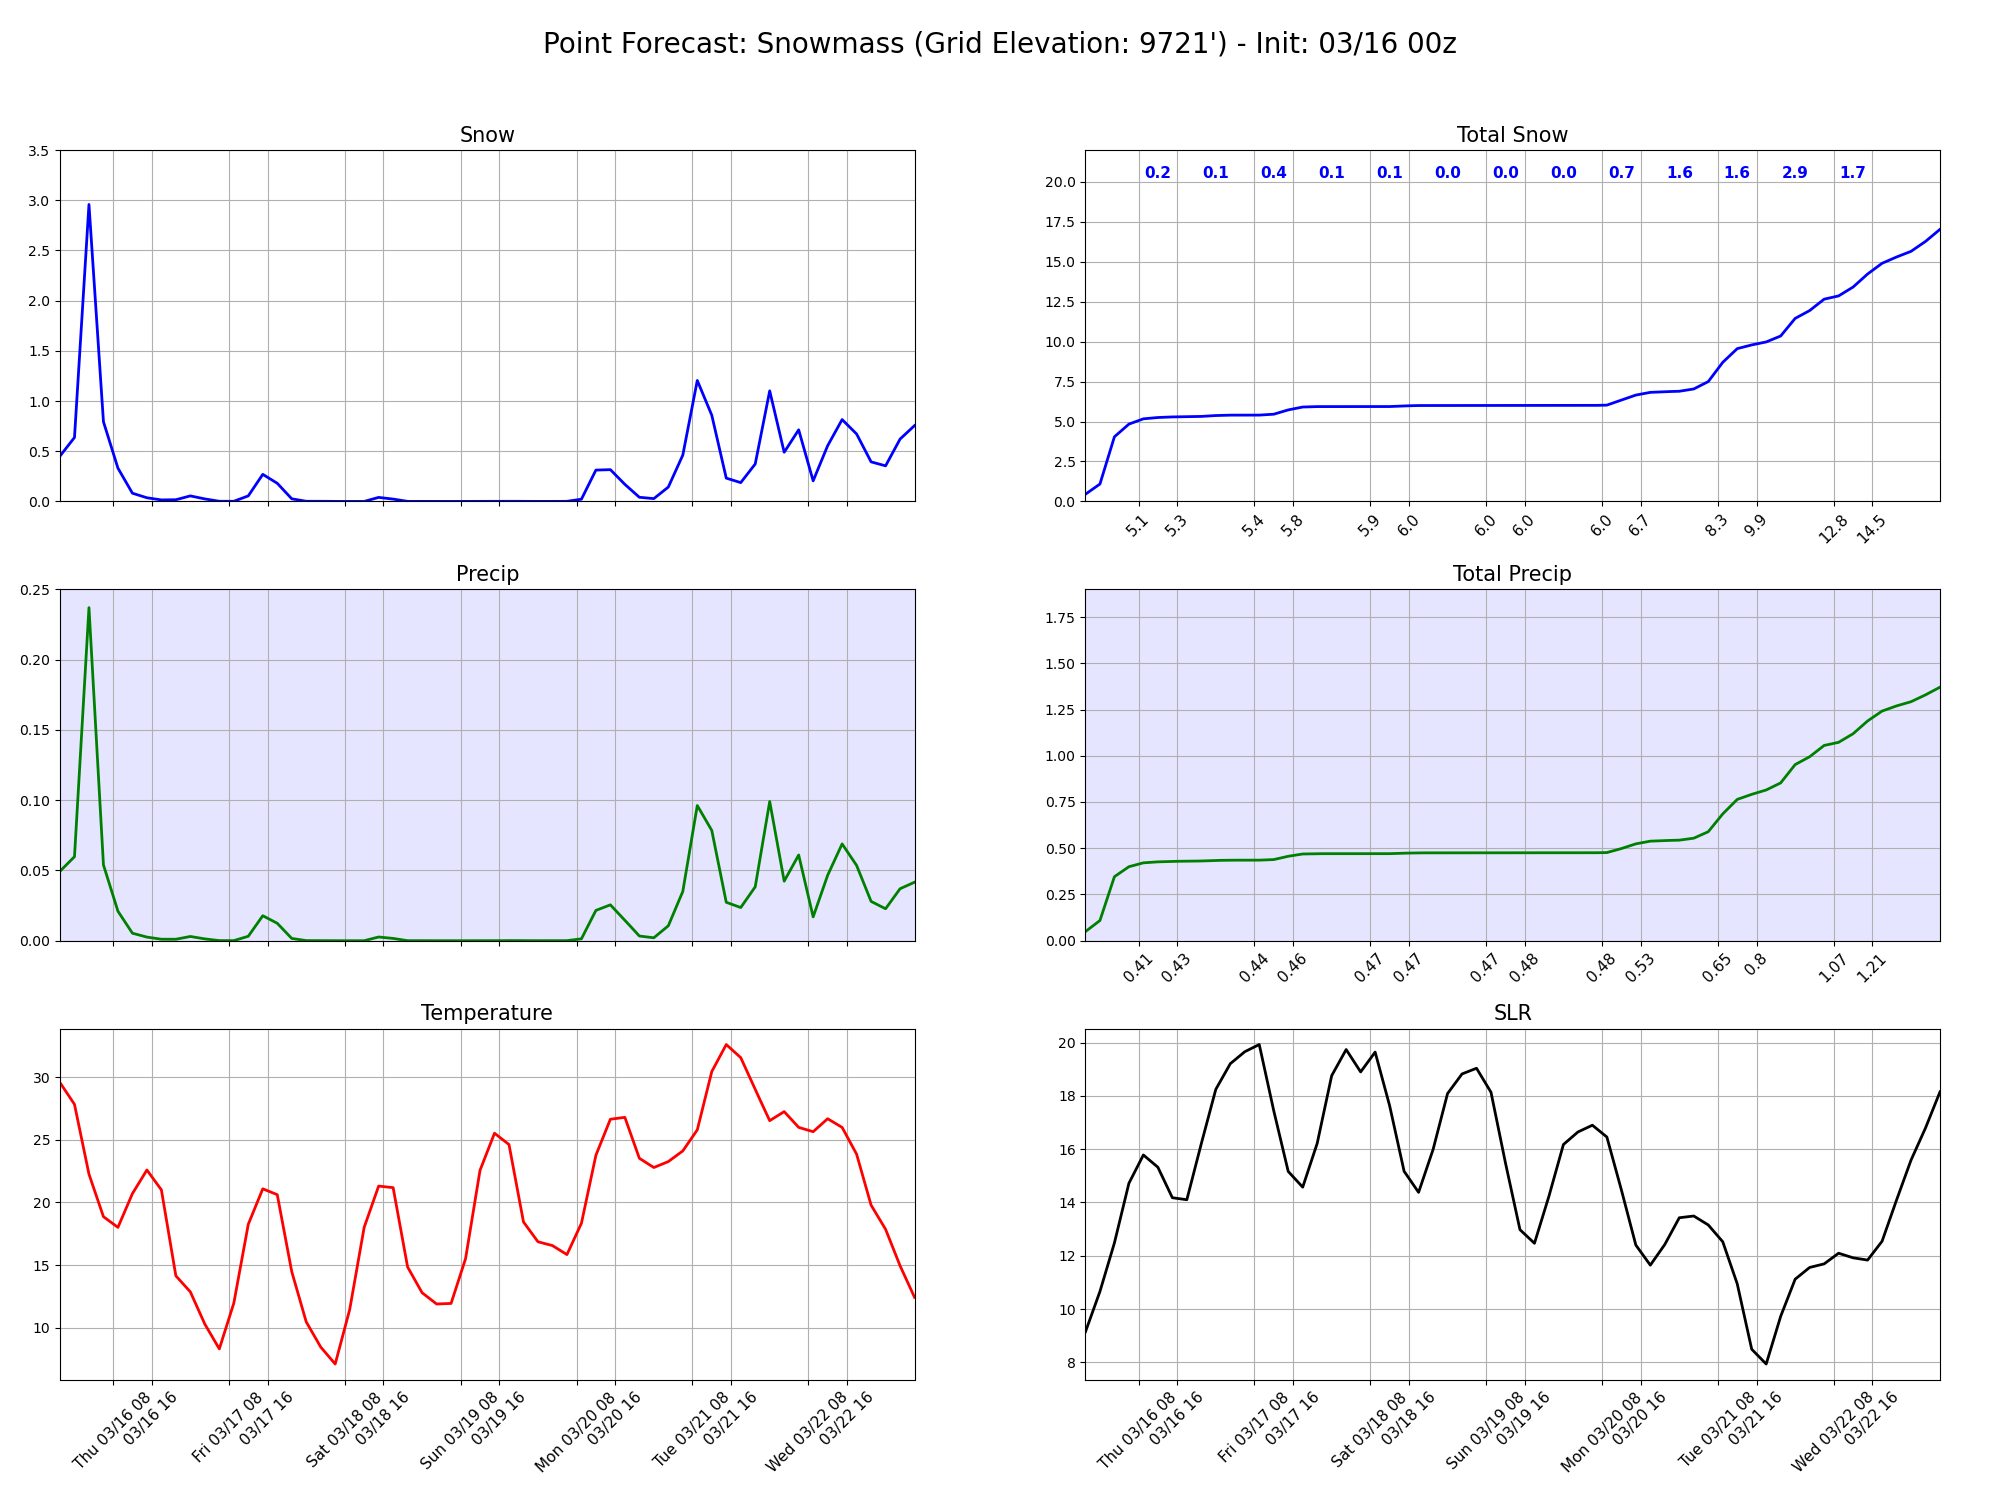 Point Forecast: Snowmass (Grid Elevation: 9721') - Init: 03/16 00z
Snow
3.5
3.0
2.5
2.0
1.5
1.0
0.5
0.0
Total Snow
0.2 0.1 0.4 0.1 0.1 0.0 0.0 0.0 0.7 1.6 1.6 2.9 1.7
20.0
17.5
15.0
12.5
10.0
7.5
5.0
2.5
0.0
5.1 5.3 5.4 5.8 5.9 6.0 6.0 6.0 6.0 6.7 8.3 9.9 12.8 14.5
Precip
0.25
0.20
0.15
0.10
0.05
0.00
Total Precip
1.75
1.50
1.25
1.00
0.75
0.50
0.25
0.00
0.41 0.43 0.44 0.46 0.47 0.47 0.47 0.48 0.48 0.53 0.65 0.8 1.07 1.21
Temperature
30
25
20
15
10
Thu 03/16 08
03/16 16
Fri 03/17 08
03/17 16
Sat 03/18 08
03/18 16
Sun 03/19 08
03/19 16
Mon 03/20 08
03/20 16
Tue 03/21 08
03/21 16
Wed 03/22 08
03/22 16
SLR
20
18
16
14
12
10
8
Thu 03/16 08
03/16 16
Fri 03/17 08
03/17 16
Sat 03/18 08
03/18 16
Sun 03/19 08
03/19 16
Mon 03/20 08
03/20 16
Tue 03/21 08
03/21 16
Wed 03/22 08
03/22 16